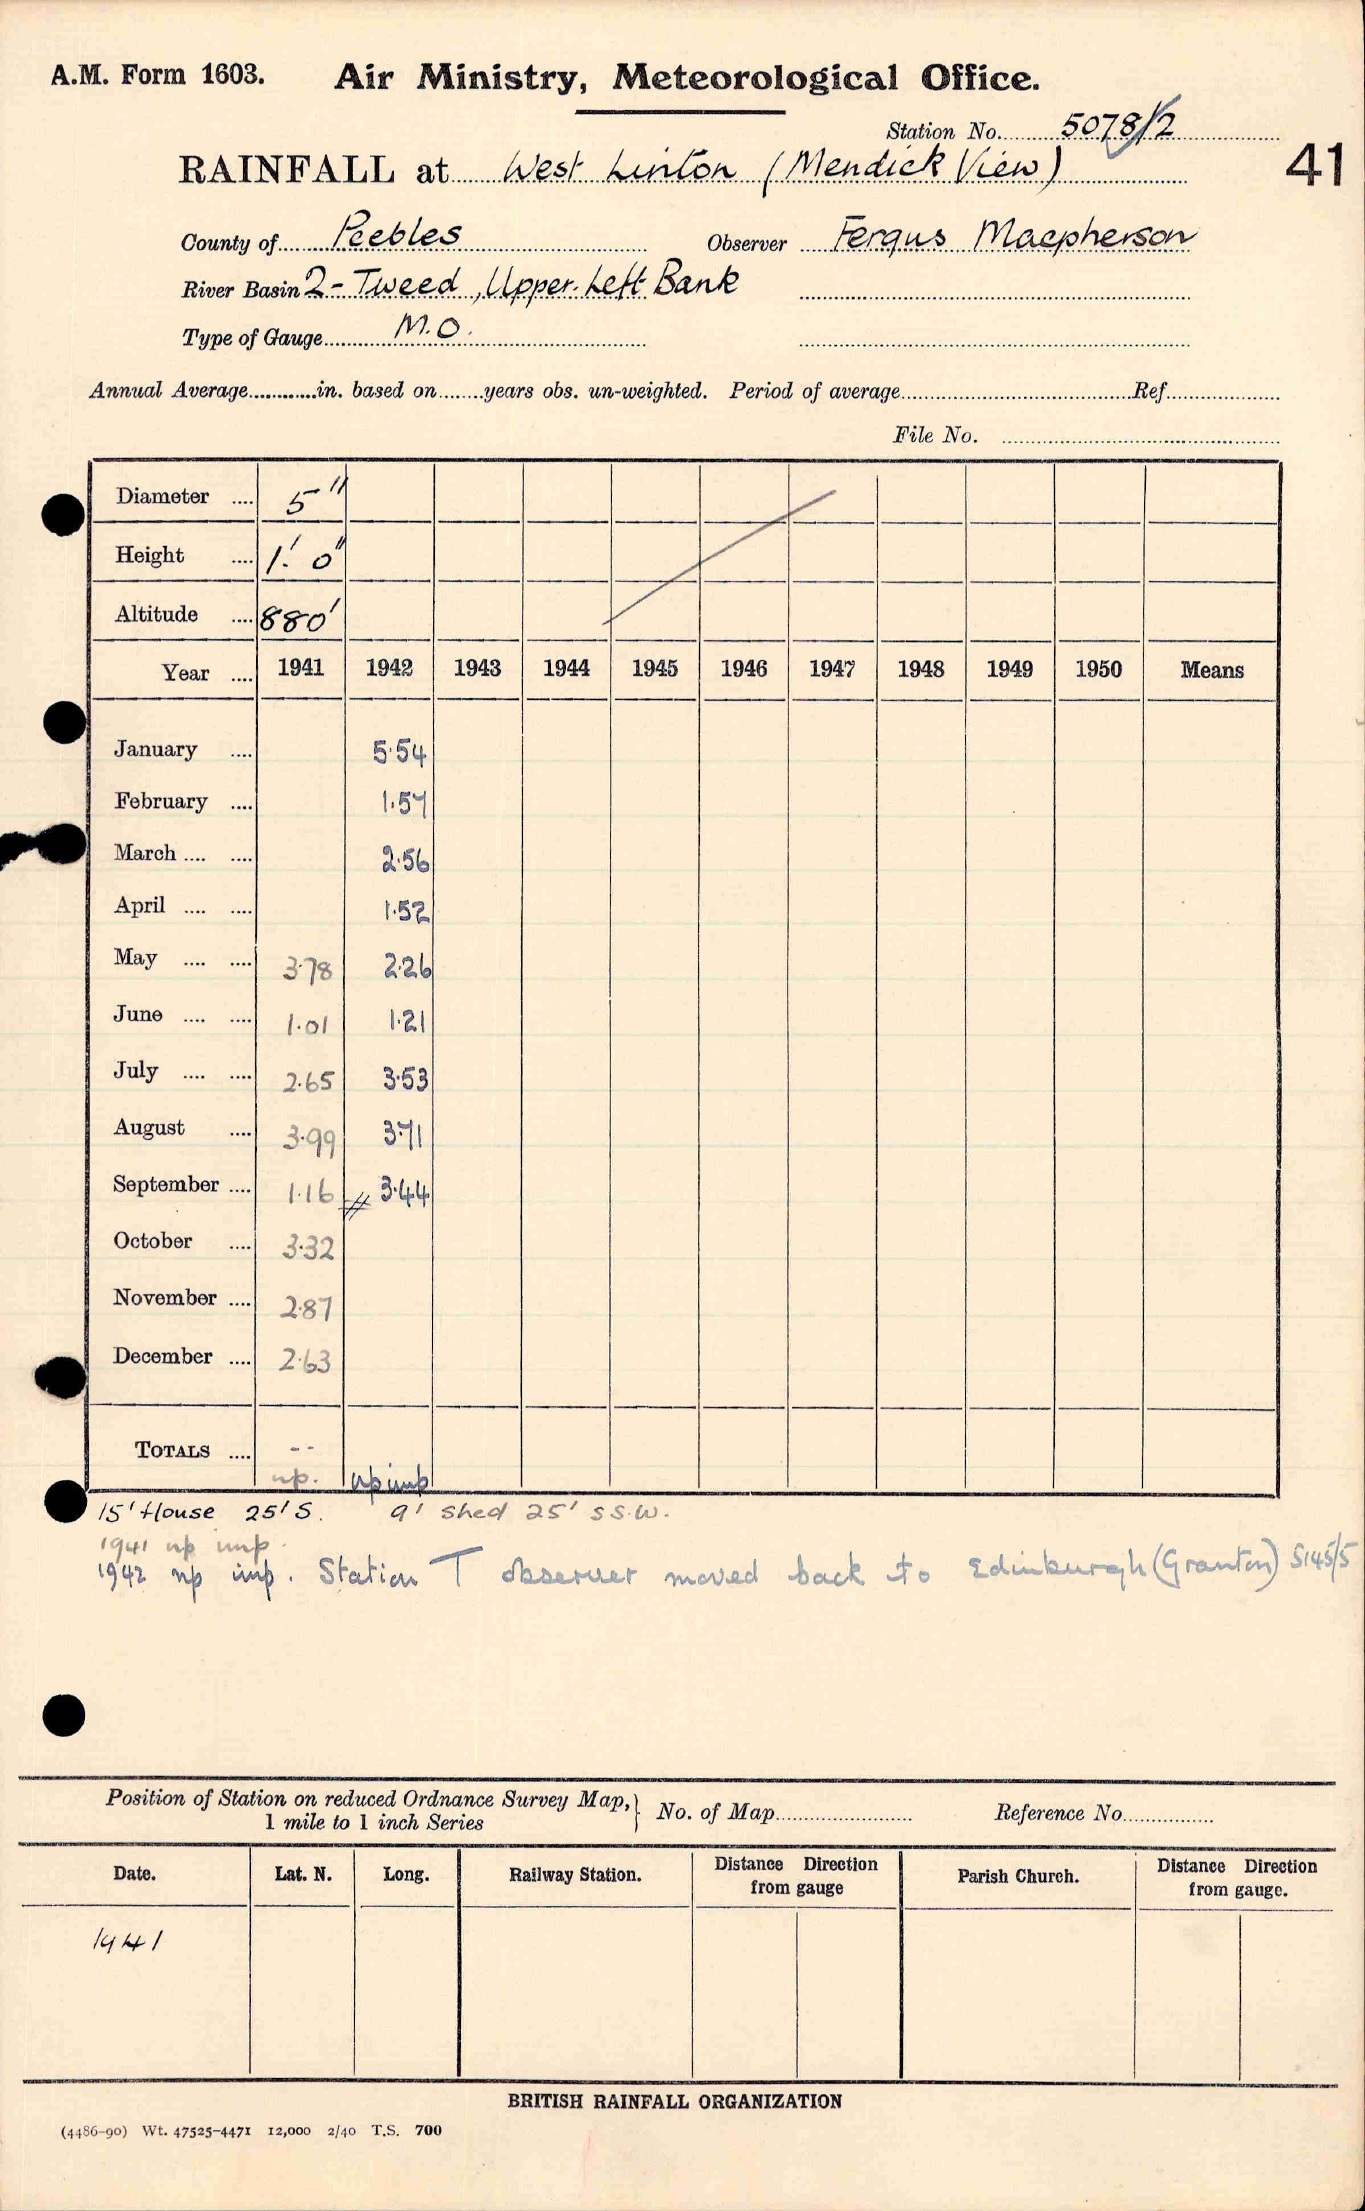 A.M. Form 1603. Air Ministry, Meteorological Office.
Station No. 5078/2
41
RAINFALL at West Linton (Mendick View)
County of Peebles Observer Fergus Macpherson
River Basin 2 - Tweed, Upper. Left Bank
Type of Gauge M.O.
Annual Average............in. based on........years obs. un-weighted. Period of average Ref.
File No.
Diameter .... 5"
Height .... 1' 0"
Altitude .... 880'
Year .... 1941 1942 1943 1944 1945 1946 1947 1948 1949 1950 Means
January .... 5.54
February .... 1.57
March .... .... 2.56
April .... .... 1.52
May .... .... 3.78 2.26
June .... .... 1.01 1.21
July .... .... 2.65 3.53
August .... 3.99 3.71
September .... 1.16 3.44
October .... 3.32
November .... 2.87
December .... 2.63
TOTALS .... --
np. np imp
15' House 25' S. 9' Shed 25' SSW.
1941 np imp.
1942 np imp. Station T observer moved back to Edinburgh (Granton) 5145/5
Position of Station on reduced Ordnance Survey Map,} No. of Map Reference No.
1 mile to 1 inch Series
Date. Lat. N. Long. Railway Station. Distance Direction from gauge Parish Church. Distance Direction from gauge.
1941
BRITISH RAINFALL ORGANIZATION
(4486-90) Wt. 47525-4471 12,000 2/40 T.S. 700